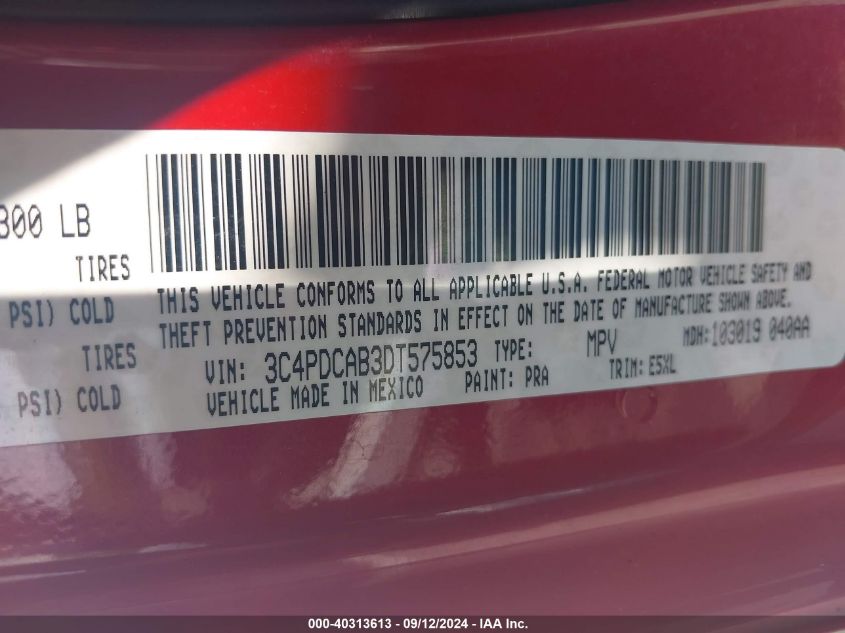 300 LB
TIRES
PSI) COLD
TIRES
PSI) COLD
THIS VEHICLE CONFORMS TO ALL APPLICABLE U.S.A. FEDERAL MOTOR VEHICLE SAFETY AND
THEFT PREVENTION STANDARDS IN EFFECT ON THE DATE OF MANUFACTURE SHOWN ABOVE.
VIN: 3C4PDCAB3DT575853 TYPE: MPV MDH:103019 040AA
VEHICLE MADE IN MEXICO PAINT: PRA TRIM: E5XL
000-40313613 - 09/12/2024 - IAA Inc.